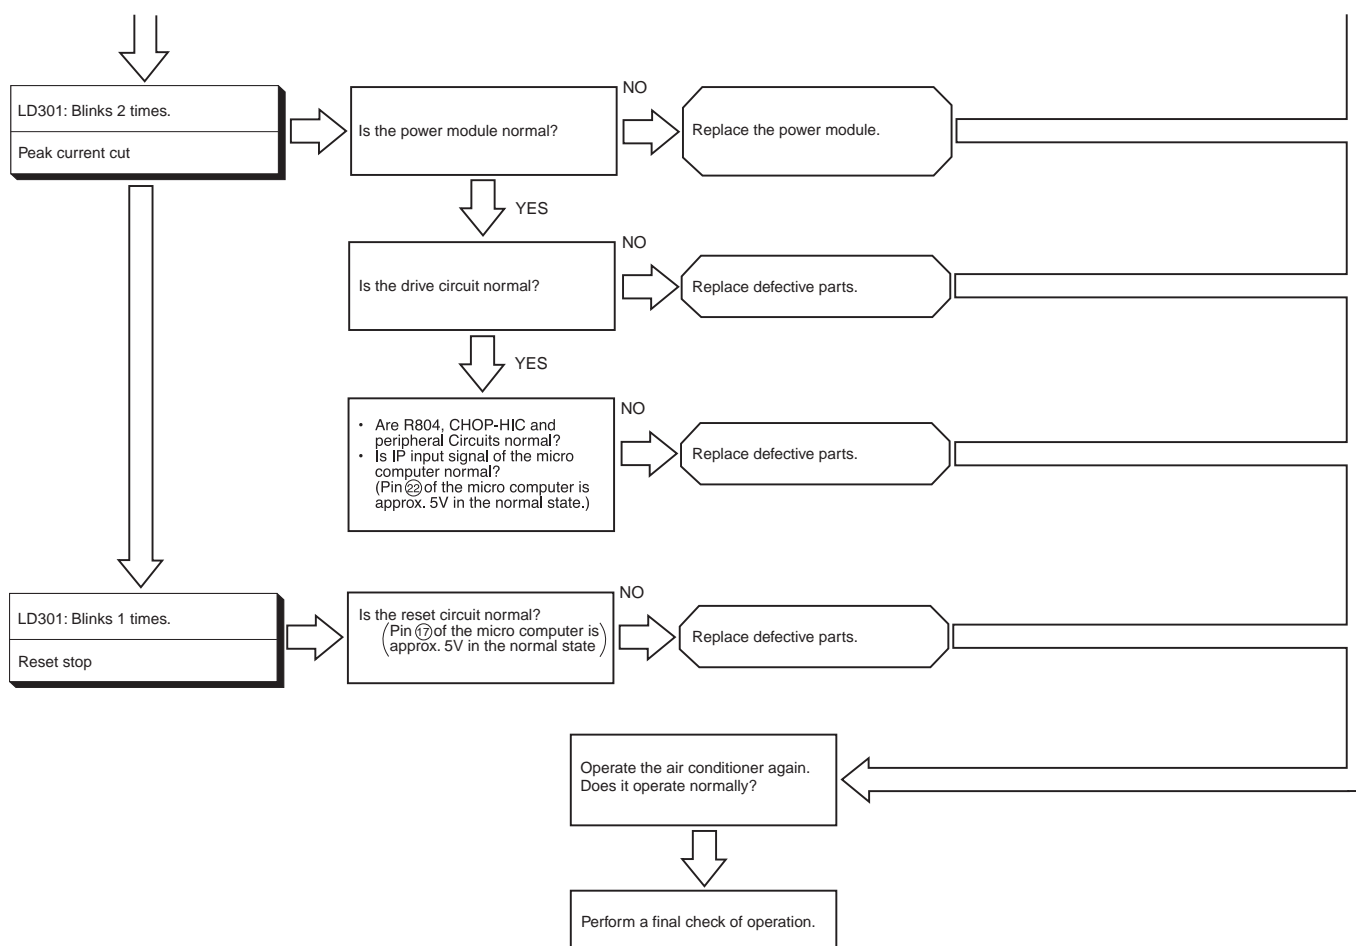 LD301: Blinks 2 times.
Peak current cut
Is the power module normal?
NO
Replace the power module.
YES
Is the drive circuit normal?
NO
Replace defective parts.
YES
• Are R804, CHOP-HIC and
peripheral Circuits normal?
• Is IP input signal of the micro
computer normal?
(Pin ㉒ of the micro computer is
approx. 5V in the normal state.)
NO
Replace defective parts.
LD301: Blinks 1 times.
Reset stop
Is the reset circuit normal?
(Pin ⑰ of the micro computer is
approx. 5V in the normal state)
NO
Replace defective parts.
Operate the air conditioner again.
Does it operate normally?
Perform a final check of operation.